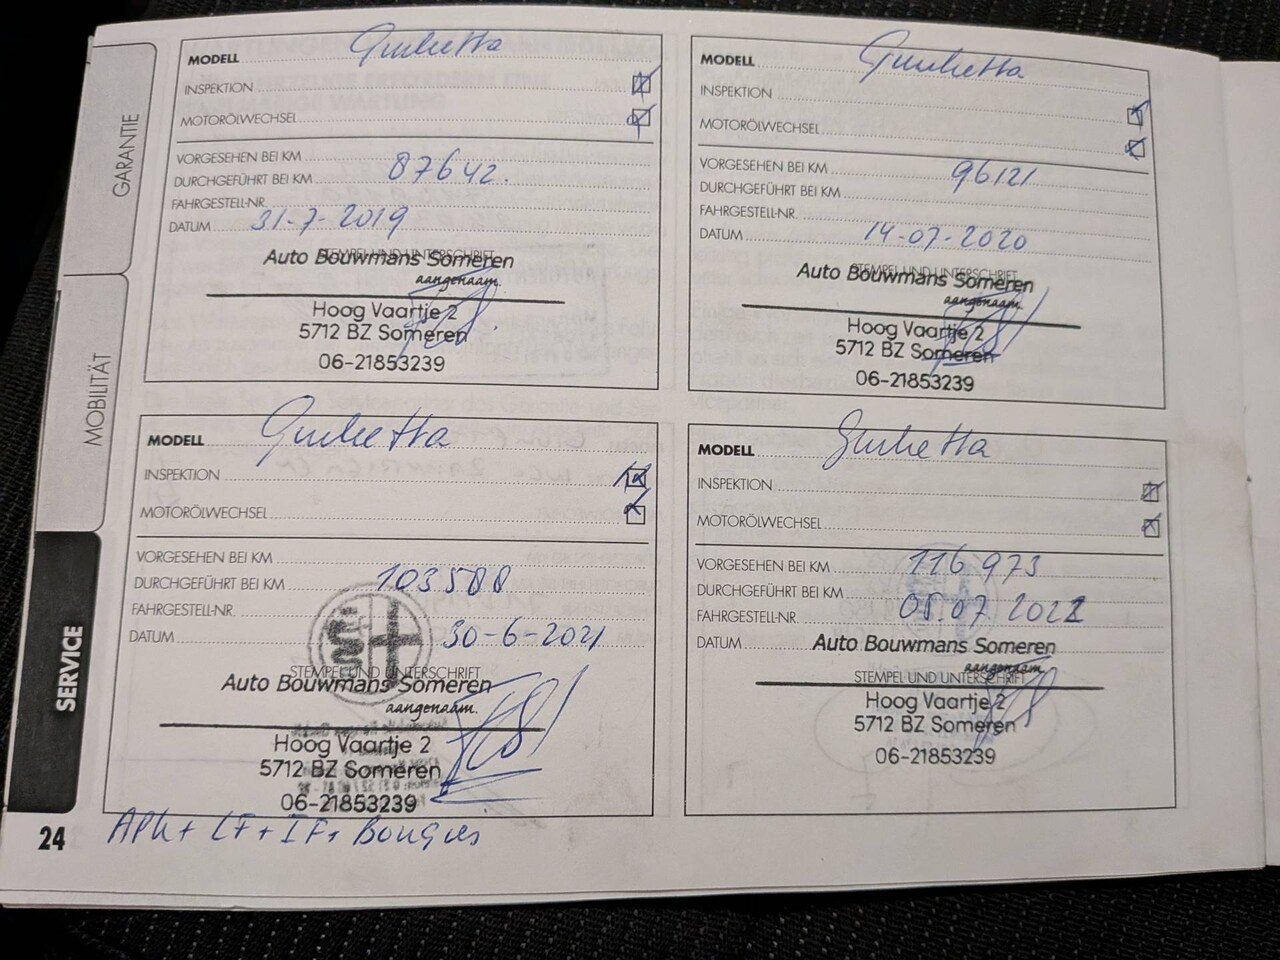 GARANTIE
MOBILITÄT
SERVICE
MODELL Giulietta
INSPEKTION
MOTORÖLWECHSEL
VORGESEHEN BEI KM
DURCHGEFÜHRT BEI KM 87642.
FAHRGESTELL-NR.
DATUM 31-7-2019
STEMPEL UND UNTERSCHRIFT
Auto Bouwmans Someren
aangenaam.
Hoog Vaartje 2
5712 BZ Someren
06-21853239
MODELL Giulietta
INSPEKTION
MOTORÖLWECHSEL
VORGESEHEN BEI KM 96121
DURCHGEFÜHRT BEI KM
FAHRGESTELL-NR.
DATUM 14-07-2020
STEMPEL UND UNTERSCHRIFT
Auto Bouwmans Someren
aangenaam.
Hoog Vaartje 2
5712 BZ Someren
06-21853239
MODELL Giulietta
INSPEKTION
MOTORÖLWECHSEL
VORGESEHEN BEI KM
DURCHGEFÜHRT BEI KM 103588
FAHRGESTELL-NR.
DATUM 30-6-2021
STEMPEL UND UNTERSCHRIFT
Auto Bouwmans Someren
aangenaam.
Hoog Vaartje 2
5712 BZ Someren
06-21853239
MODELL Giulietta
INSPEKTION
MOTORÖLWECHSEL
VORGESEHEN BEI KM 116973
DURCHGEFÜHRT BEI KM
FAHRGESTELL-NR. 05.07 2022
DATUM
Auto Bouwmans Someren
aangenaam.
STEMPEL UND UNTERSCHRIFT
Hoog Vaartje 2
5712 BZ Someren
06-21853239
24
APK + LF + IF + Bougies